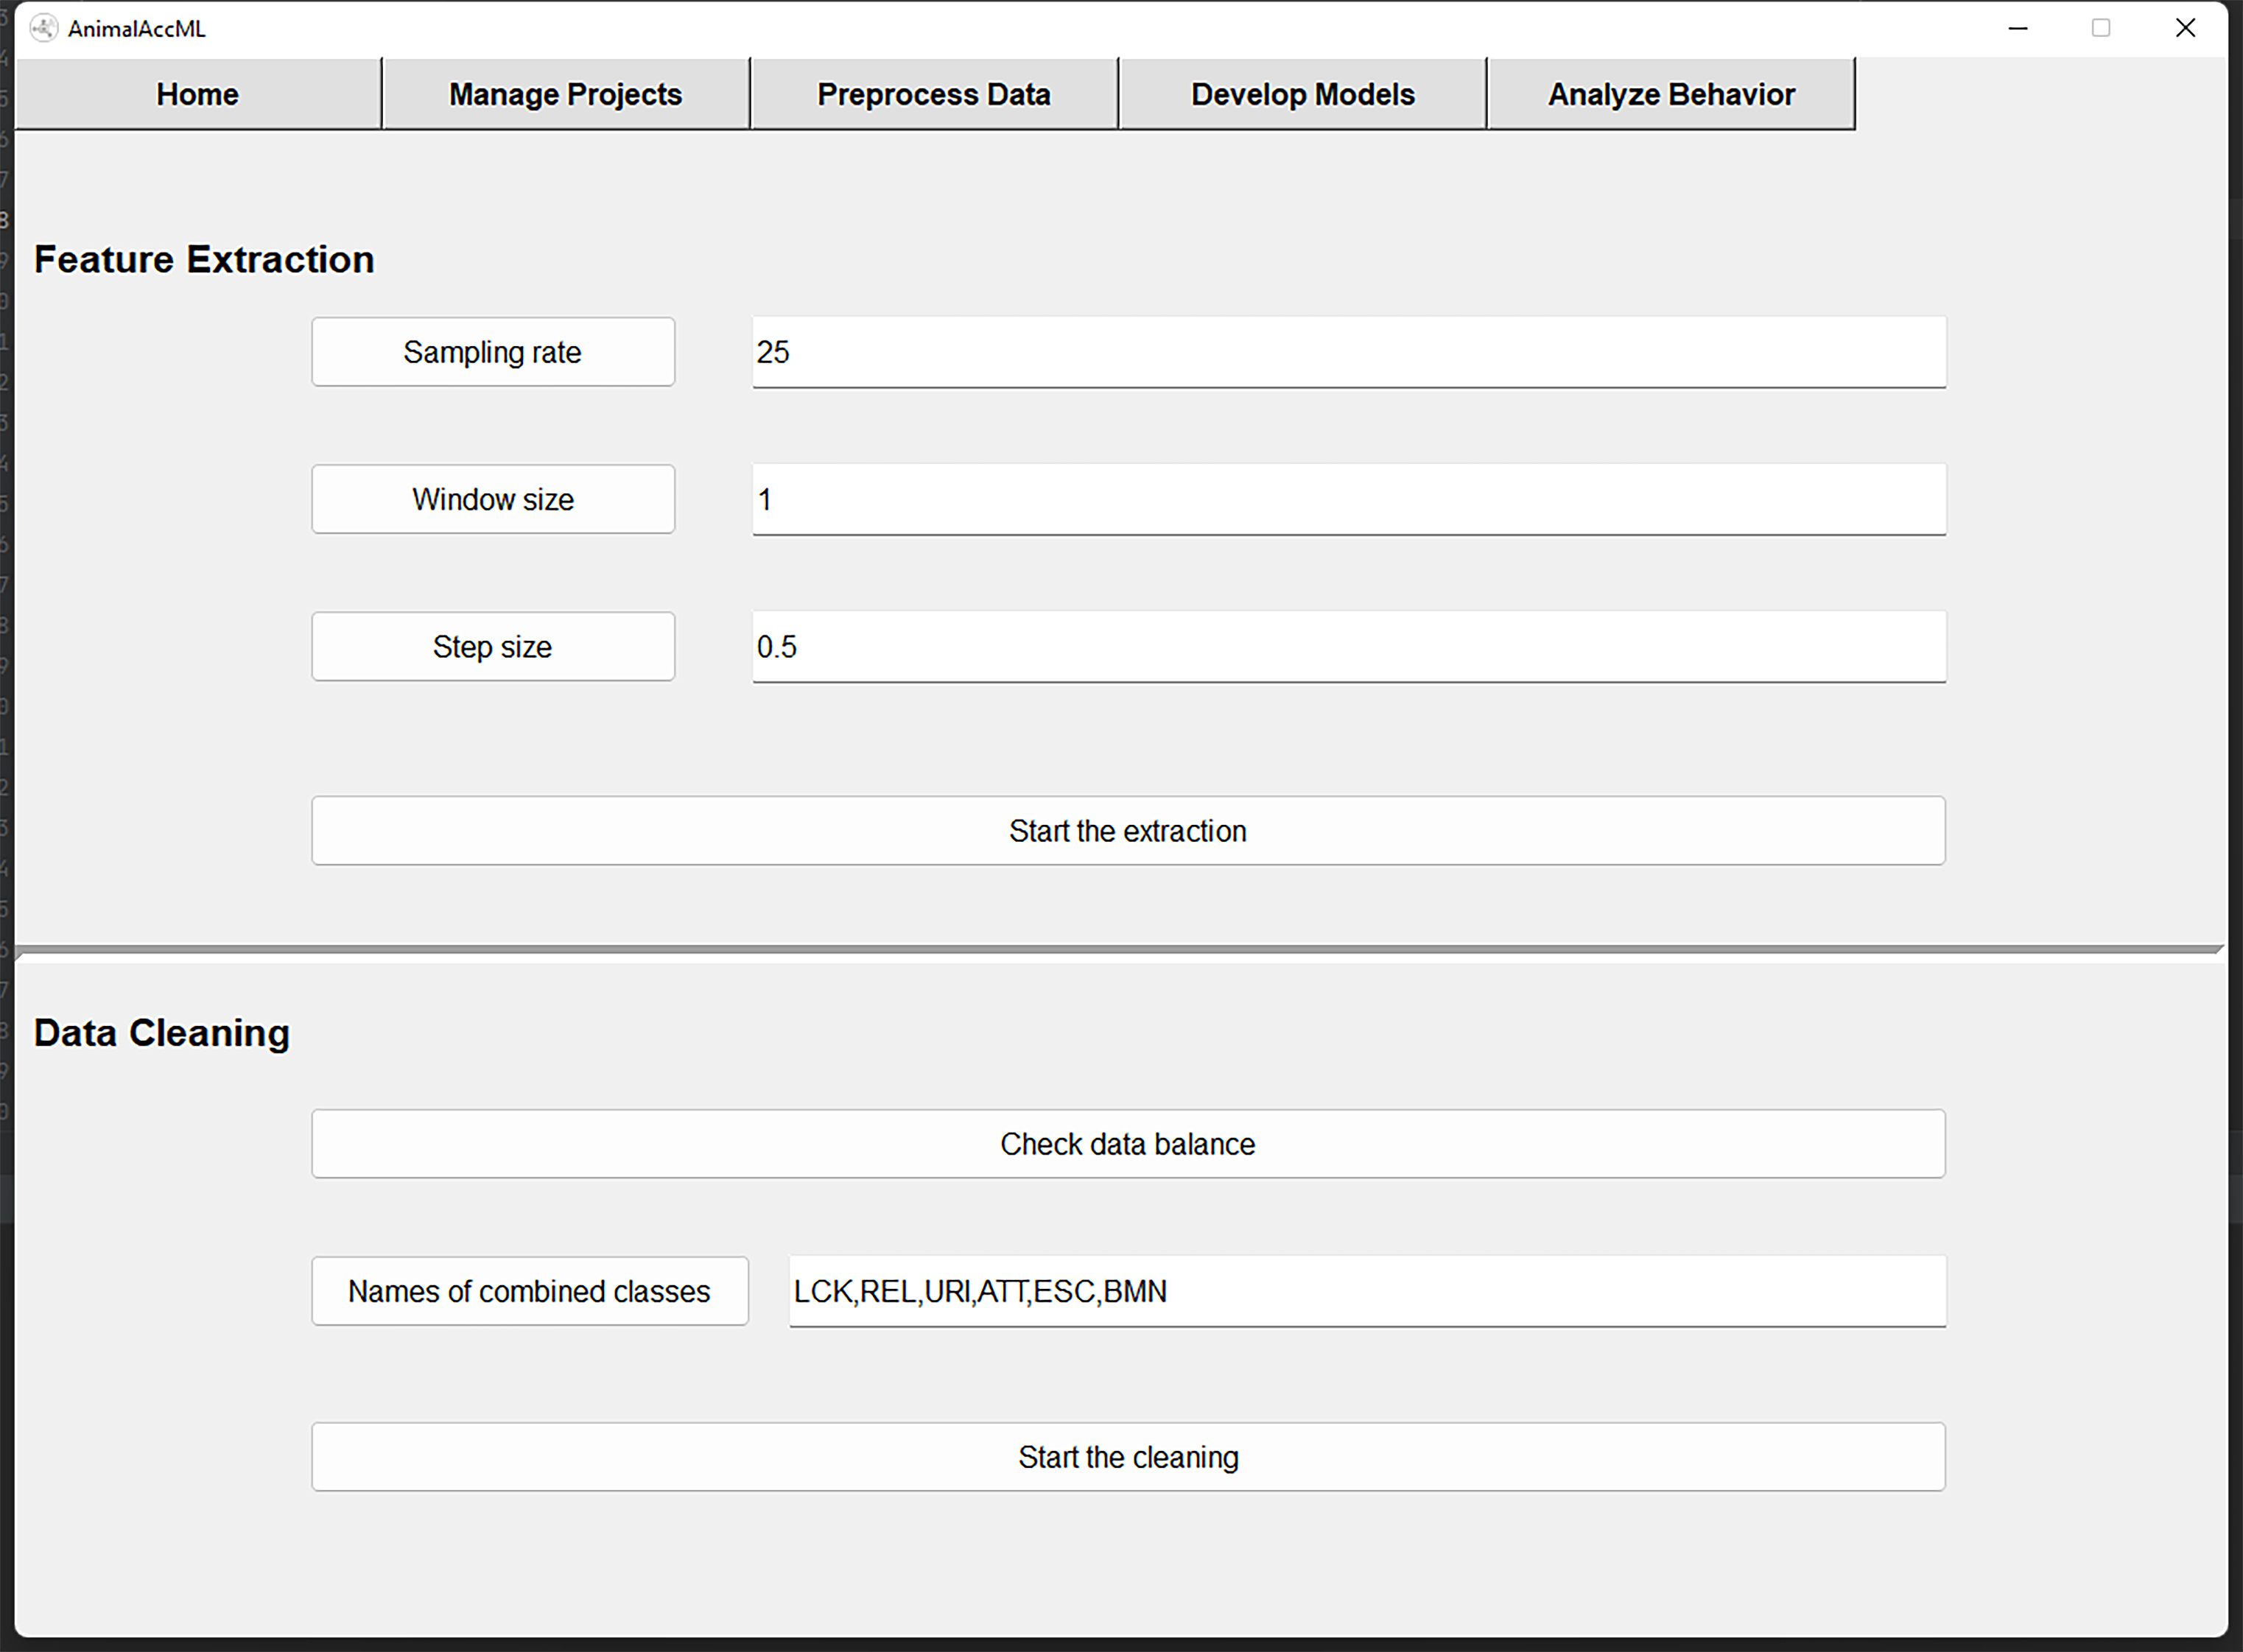 AnimalAccML
Home Manage Projects Preprocess Data Develop Models Analyze Behavior
Feature Extraction
Sampling rate 25
Window size 1
Step size 0.5
Start the extraction
Data Cleaning
Check data balance
Names of combined classes LCK,REL,URI,ATT,ESC,BMN
Start the cleaning